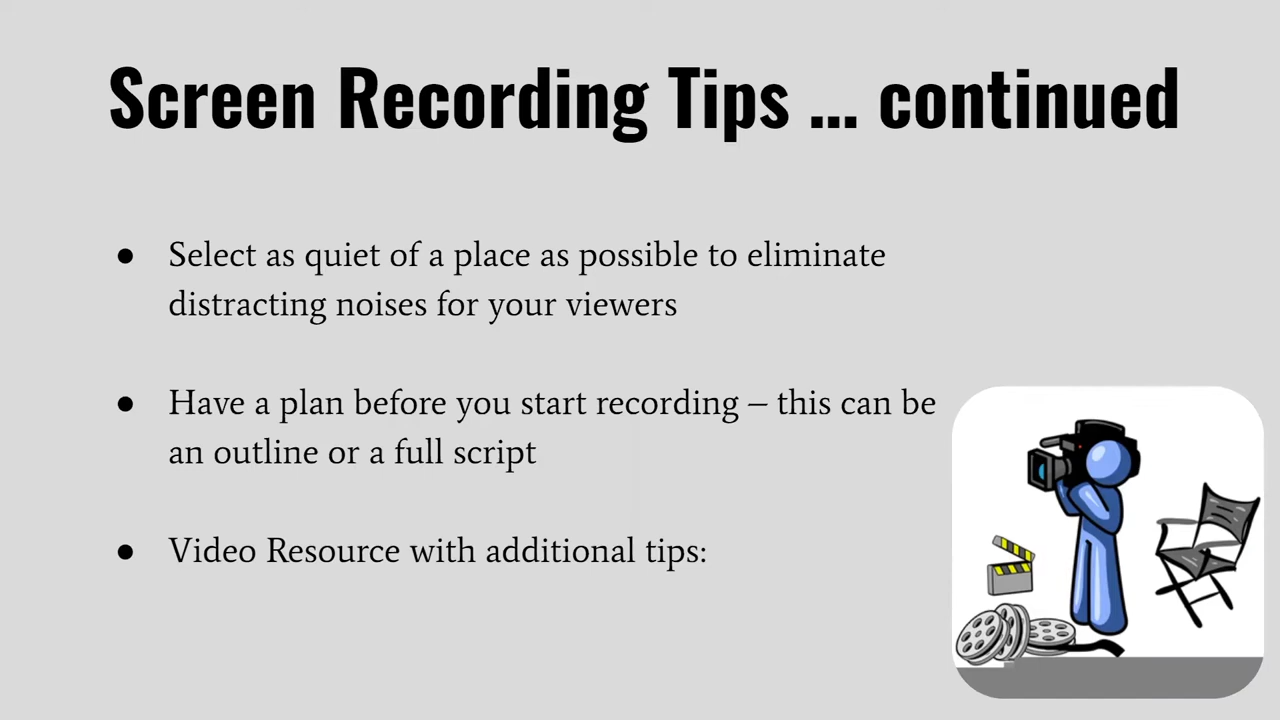 Screen Recording Tips ... continued
● Select as quiet of a place as possible to eliminate
distracting noises for your viewers
● Have a plan before you start recording – this can be
an outline or a full script
● Video Resource with additional tips: